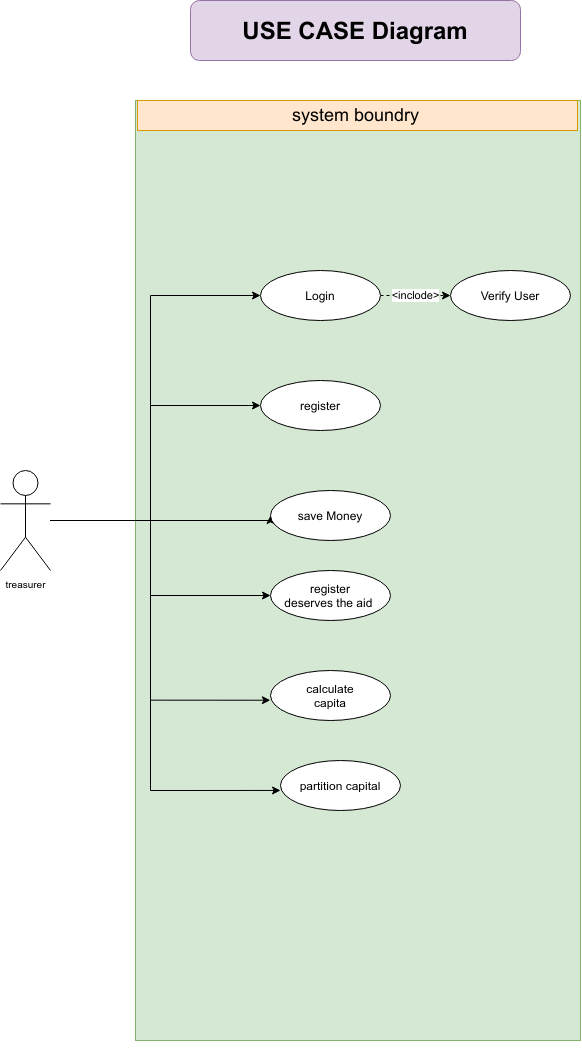 USE CASE Diagram
system boundry
Login
<inclode>
Verify User
register
save Money
treasurer
register
deserves the aid
calculate
capita
partition capital